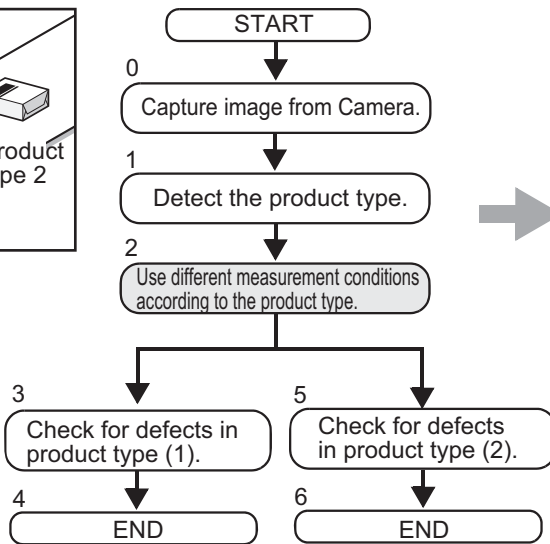 START
0
Capture image from Camera.
1
Detect the product type.
2
Use different measurement conditions
according to the product type.
3
Check for defects in
product type (1).
4
END
5
Check for defects
in product type (2).
6
END
roduct
pe 2